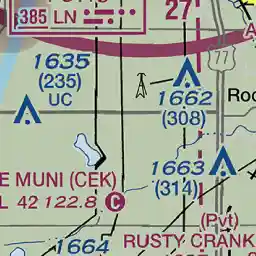 385 LN
27
1635
(235)
UC
77
1662
(308)
1663
(314)
E MUNI (CEK)
L 42 122.8 C
(Pvt)
RUSTY CRANK
1664